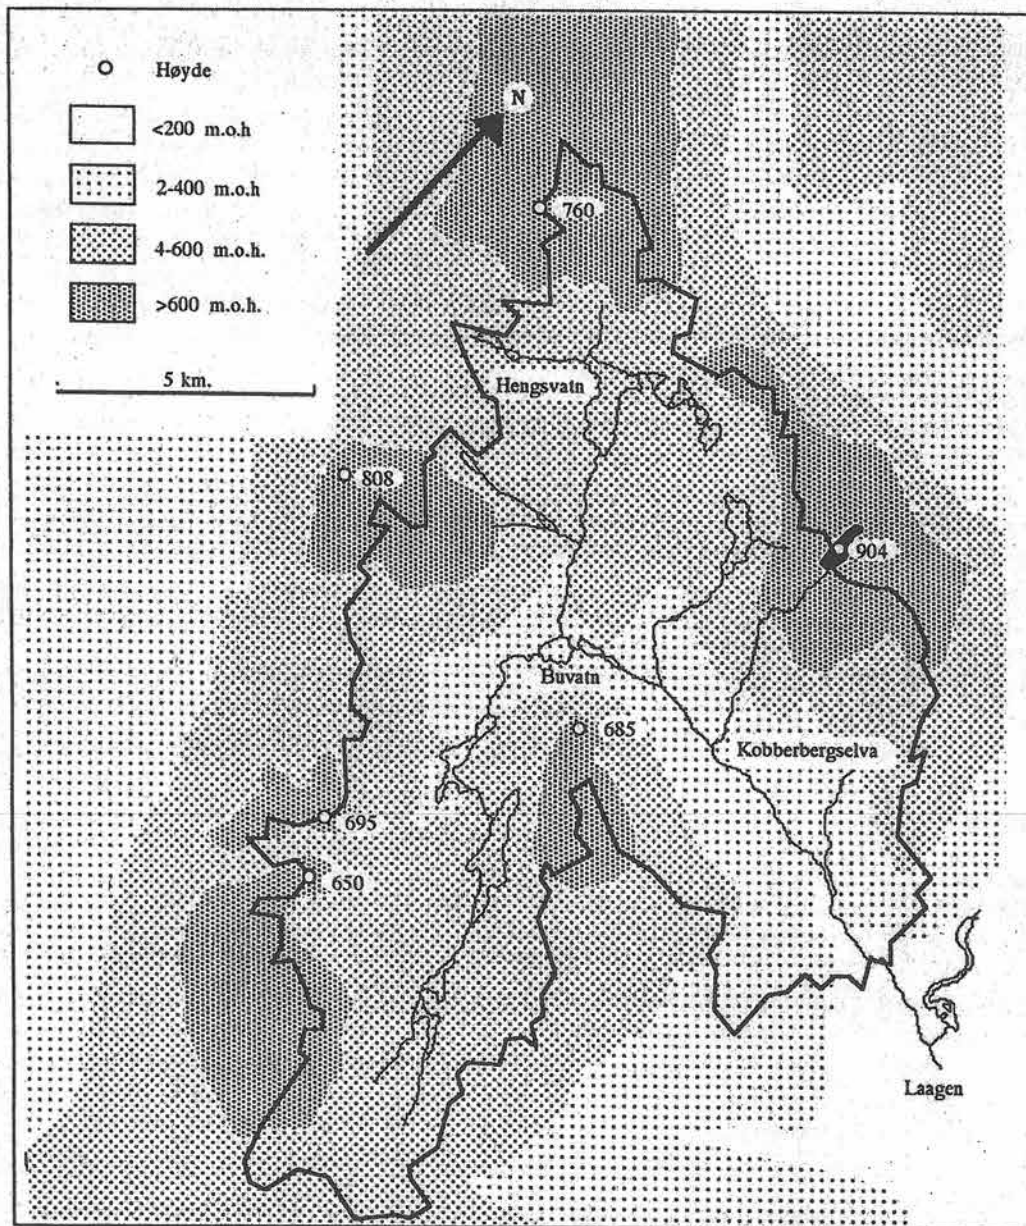 Høyde
<200 m.o.h
2-400 m.o.h
4-600 m.o.h.
>600 m.o.h.
5 km.
N
760
Hengsvatn
808
904
Buvatn
685
Kobberbergselva
695
650
Laagen